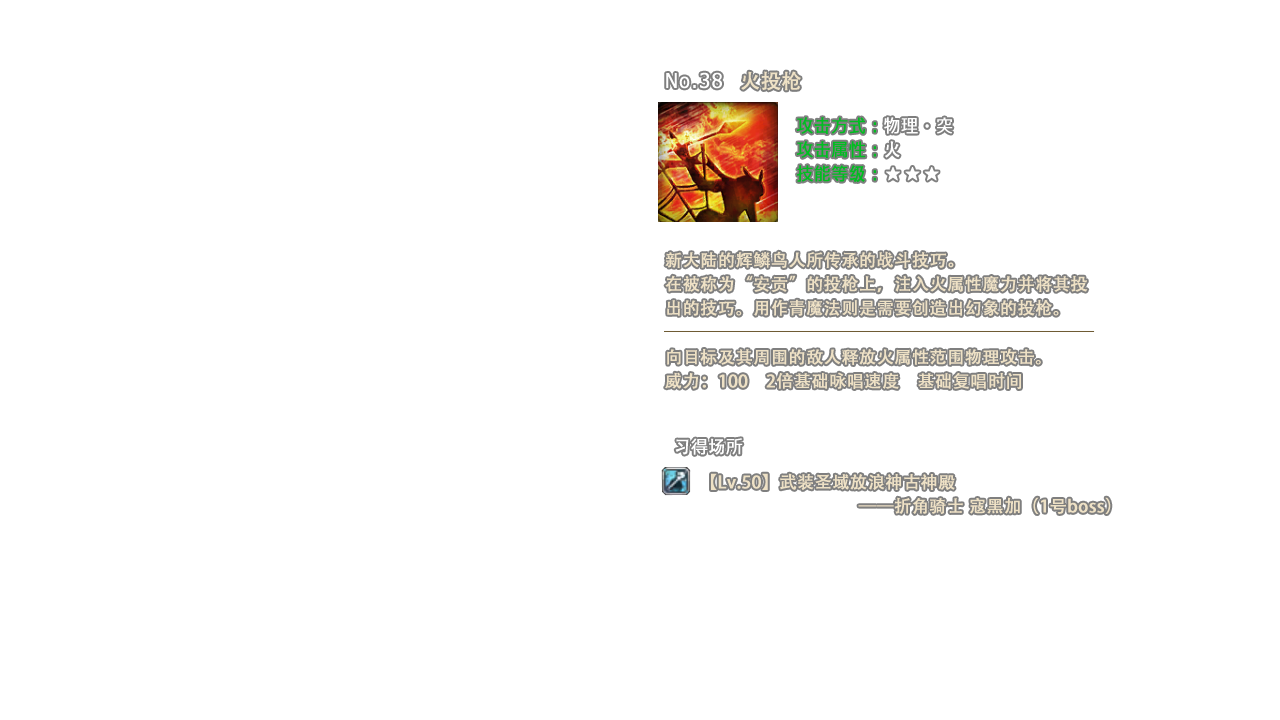 No.38 火投枪
攻击方式：物理·突
攻击属性：火
技能等级：★★★
新大陆的辉鳞鸟人所传承的战斗技巧。
在被称为“安贡”的投枪上，注入火属性魔力并将其投
出的技巧。用作青魔法则是需要创造出幻象的投枪。
向目标及其周围的敌人释放火属性范围物理攻击。
威力：100 2倍基础咏唱速度 基础复唱时间
习得场所
【Lv.50】武装圣域放浪神古神殿
——折角骑士 寇黑加（1号boss）